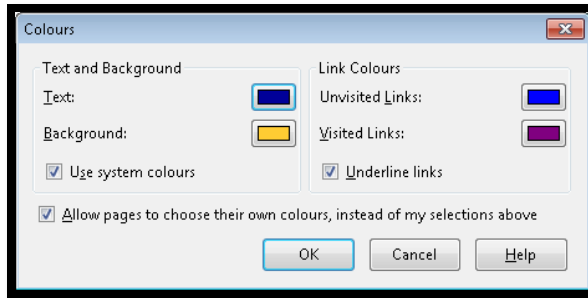 Colours
Text and Background
Text:
Background:
Use system colours
Link Colours
Unvisited Links:
Visited Links:
Underline links
Allow pages to choose their own colours, instead of my selections above
OK
Cancel
Help